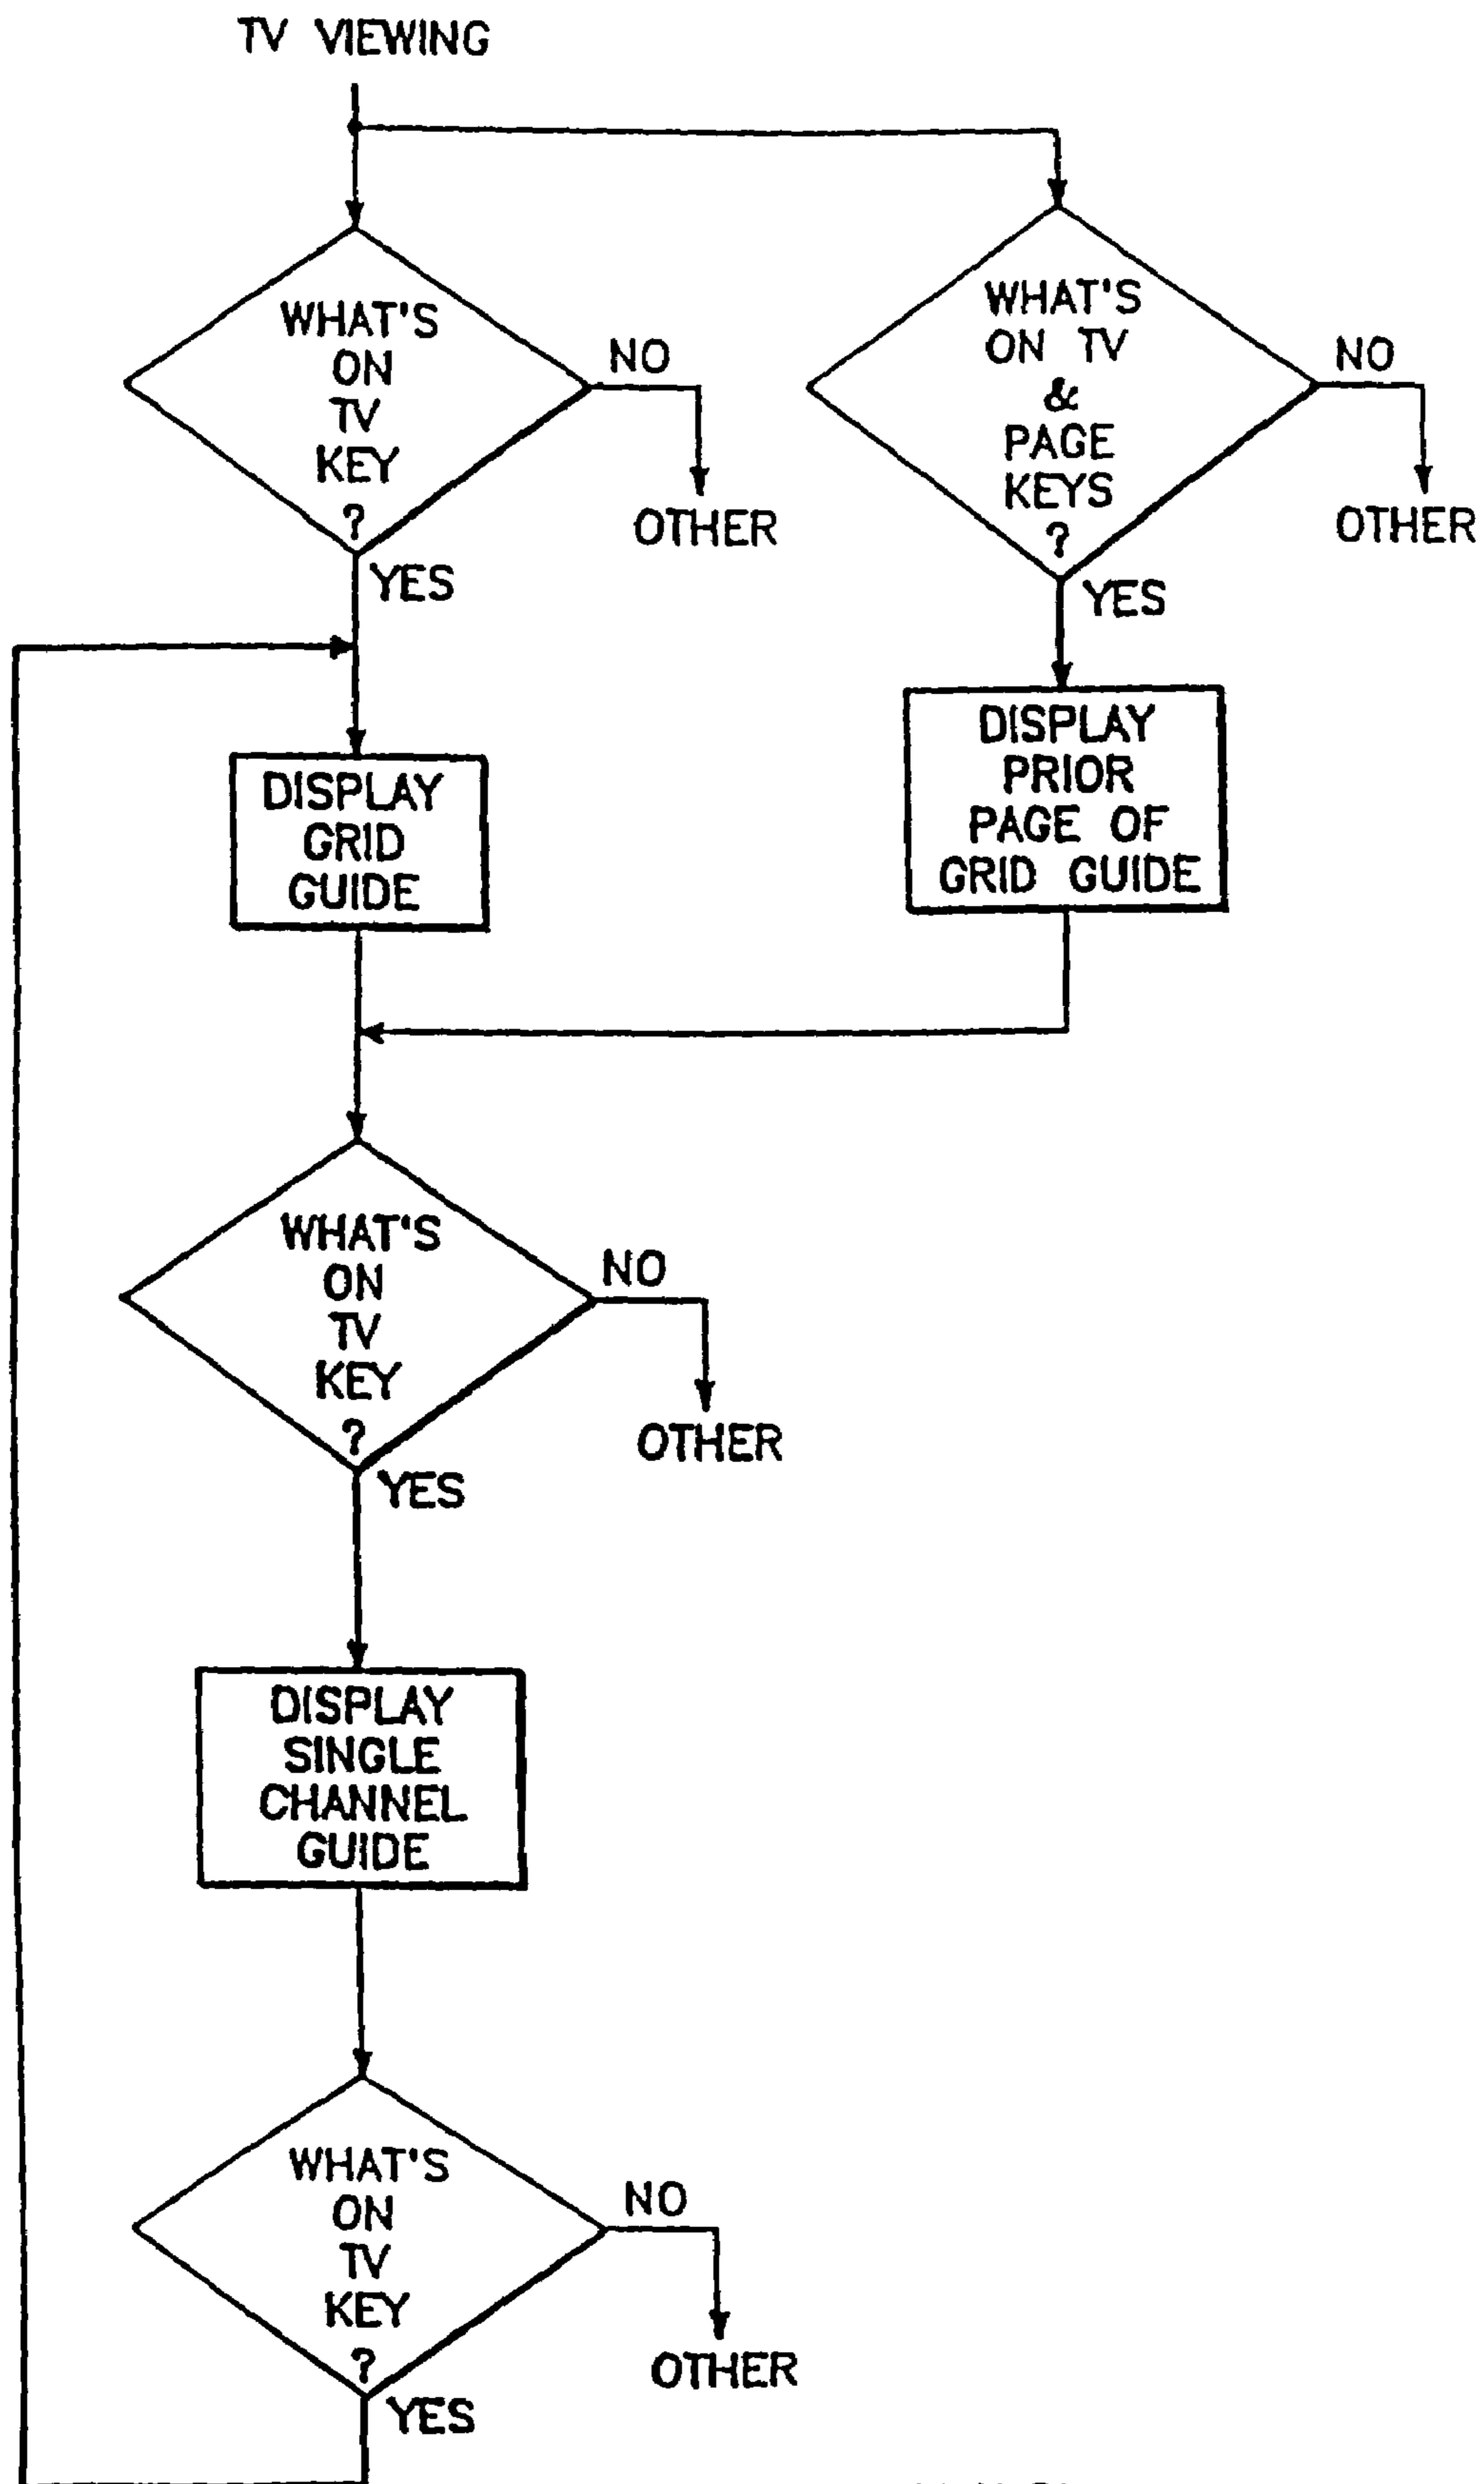 TV VIEWING
WHAT'S
ON
TV
KEY
?
NO
OTHER
YES
WHAT'S
ON TV
&
PAGE
KEYS
?
NO
OTHER
YES
DISPLAY
GRID
GUIDE
DISPLAY
PRIOR
PAGE OF
GRID GUIDE
WHAT'S
ON
TV
KEY
?
NO
OTHER
YES
DISPLAY
SINGLE
CHANNEL
GUIDE
WHAT'S
ON
TV
KEY
?
NO
OTHER
YES